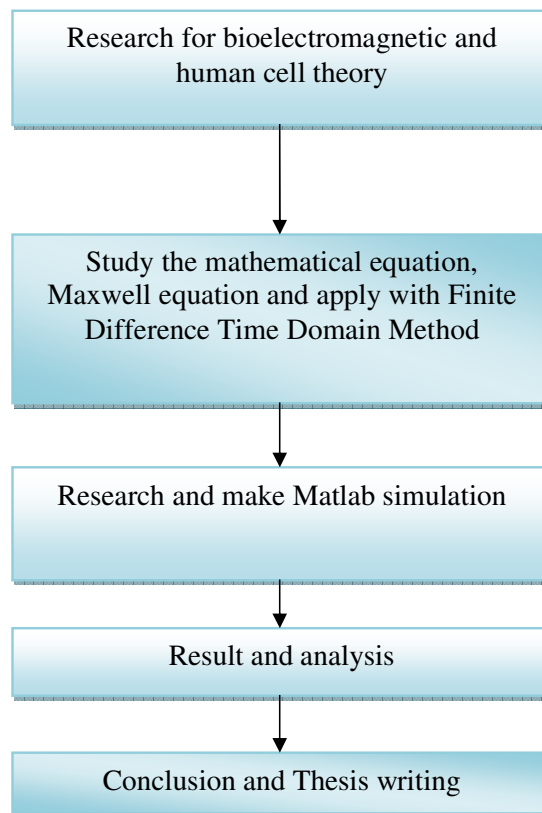 Research for bioelectromagnetic and
human cell theory
Study the mathematical equation,
Maxwell equation and apply with Finite
Difference Time Domain Method
Research and make Matlab simulation
Result and analysis
Conclusion and Thesis writing